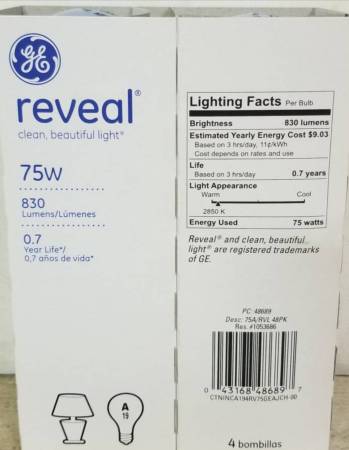 GE
reveal®
clean, beautiful light®
75W
830
Lumens/Lúmenes
0.7
Year Life*/
0,7 años de vida*
A
19
Lighting Facts Per Bulb
Brightness 830 lumens
Estimated Yearly Energy Cost $9.03
Based on 3 hrs/day, 11¢/kWh
Cost depends on rates and use
Life
Based on 3 hrs/day 0.7 years
Light Appearance
Warm Cool
2850 K
Energy Used 75 watts
Reveal® and clean, beautiful
light® are registered trademarks
of GE.
PC: 48689
Desc: 75A/RVL 48PK
Res. #1053686
0 43168 48689 7
CTNINCA194RV75GEAJCH-00
4 bombillas